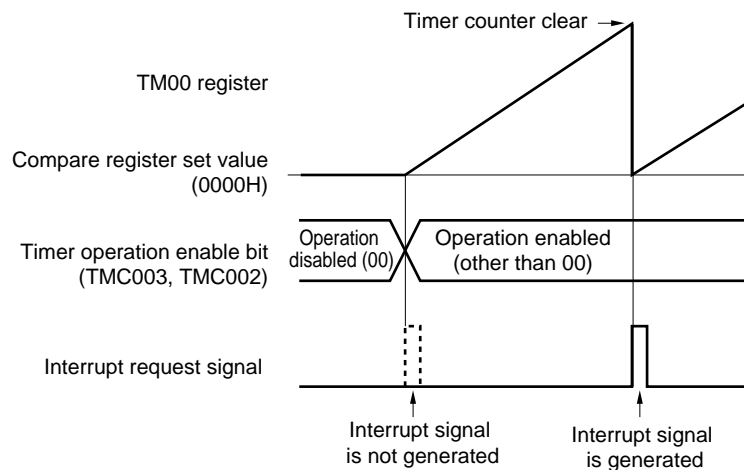 Timer counter clear
TM00 register
Compare register set value
(0000H)
Timer operation enable bit
(TMC003, TMC002)
Operation
disabled (00)
Operation enabled
(other than 00)
Interrupt request signal
Interrupt signal
is not generated
Interrupt signal
is generated